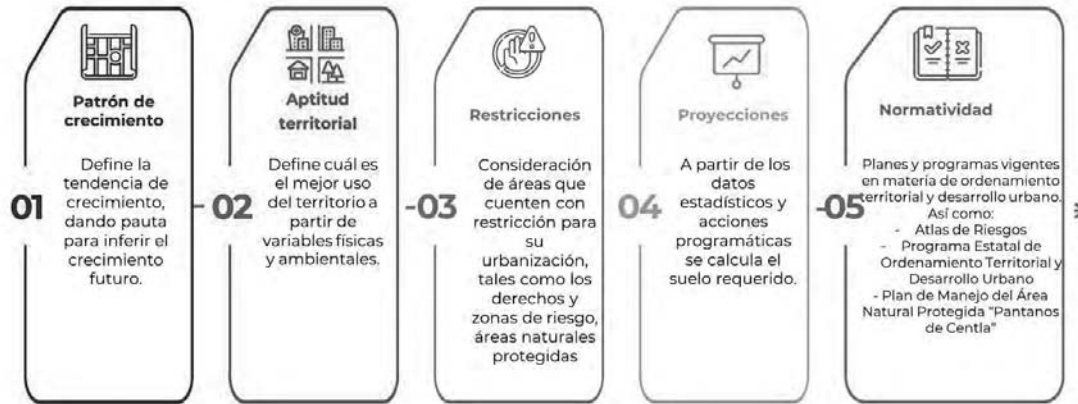 Patrón de
crecimiento
01
Define la
tendencia de
crecimiento,
dando pauta
para inferir el
crecimiento
futuro.
Aptitud
territorial
- 02
Define cuál es
el mejor uso
del territorio a
partir de
variables físicas
y ambientales.
Restricciones
-03
Consideración
de áreas que
cuenten con
restricción para
su
urbanización,
tales como los
derechos y
zonas de riesgo,
áreas naturales
protegidas
Proyecciones
04
A partir de los
datos
estadísticos y
acciones
programáticas
se calcula el
suelo requerido.
Normatividad
-05
Planes y programas vigentes
en matería de ordenamiento
territorial y desarrollo urbano.
Así como:
- Atlas de Riesgos
- Programa Estatal de
Ordenamiento Territorial y
Desarrollo Urbano
- Plan de Manejo del Área
Natural Protegida "Pantanos
de Centla"